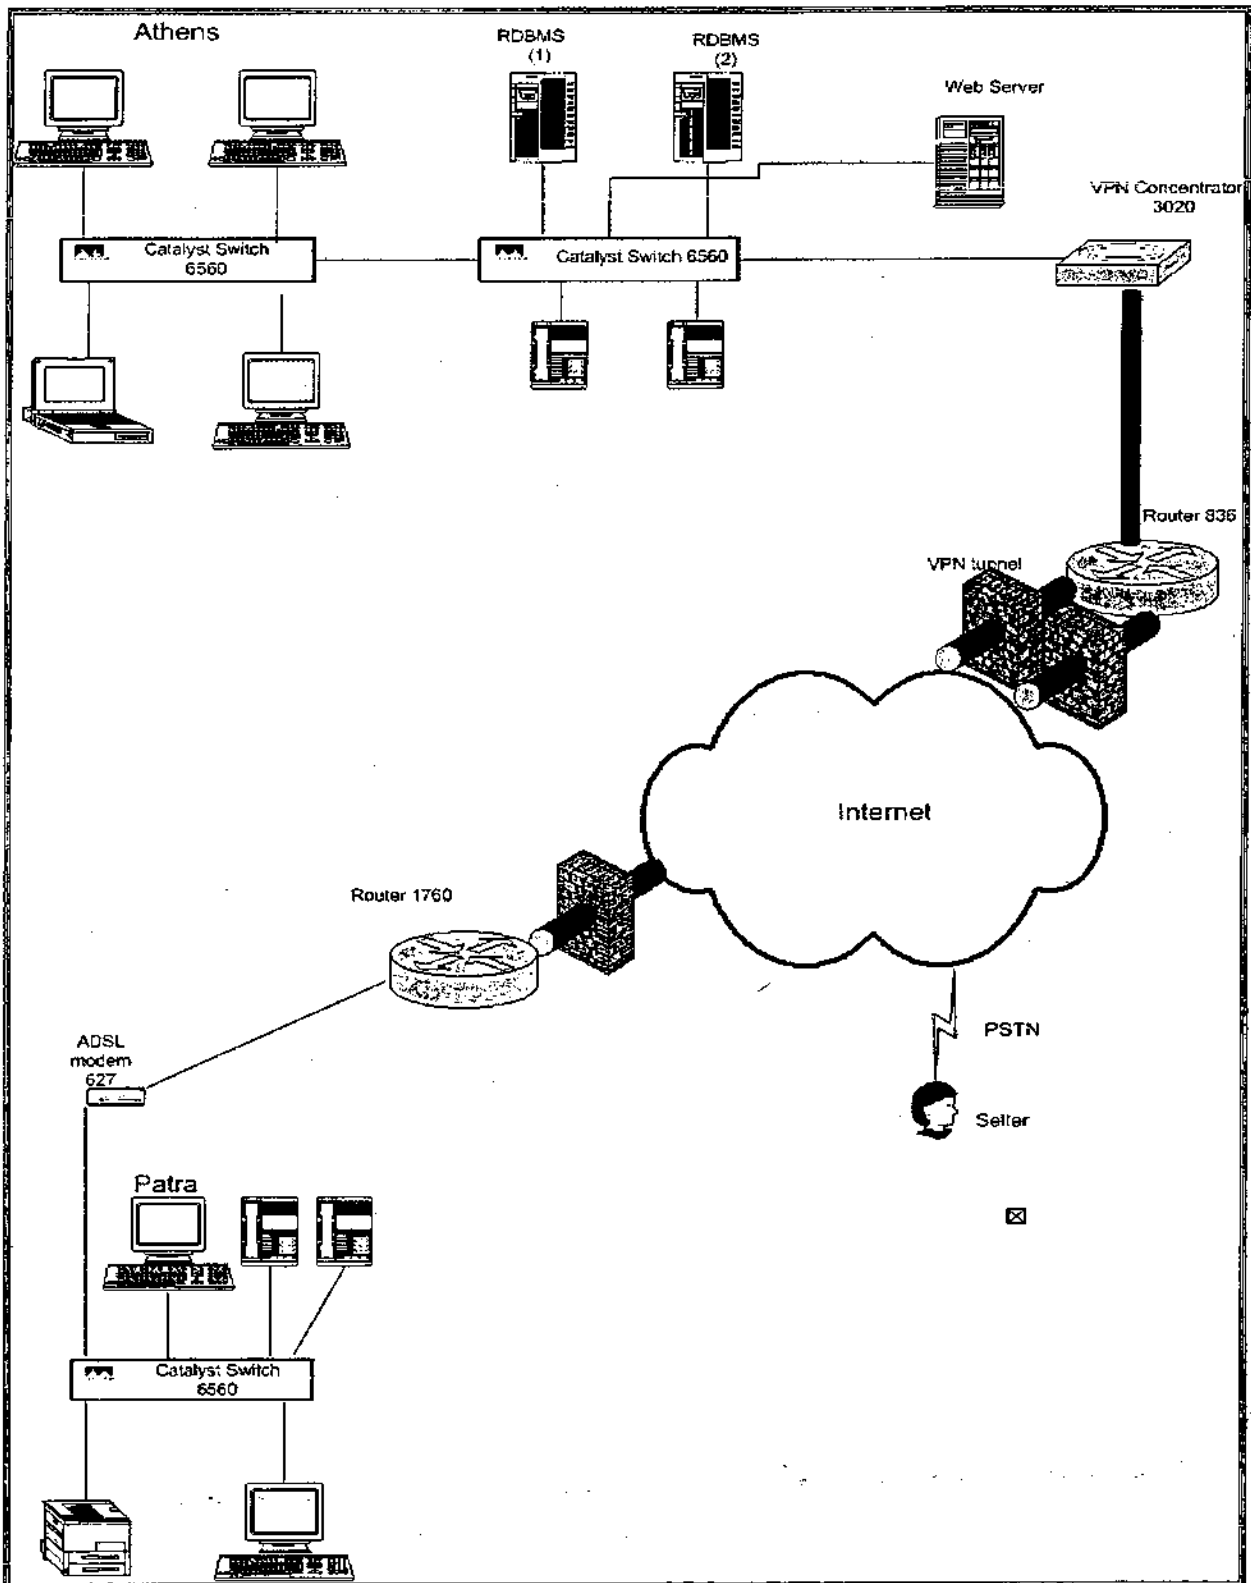 Athens
RDBMS
(1)
RDBMS
(2)
Web Server
VPN Concentrator
3020
Catalyst Switch
6560
Catalyst Switch 6560
Router 836
VPN tunnel
Internet
Router 1760
ADSL
modem
627
PSTN
Seller
Patra
Catalyst Switch
6560